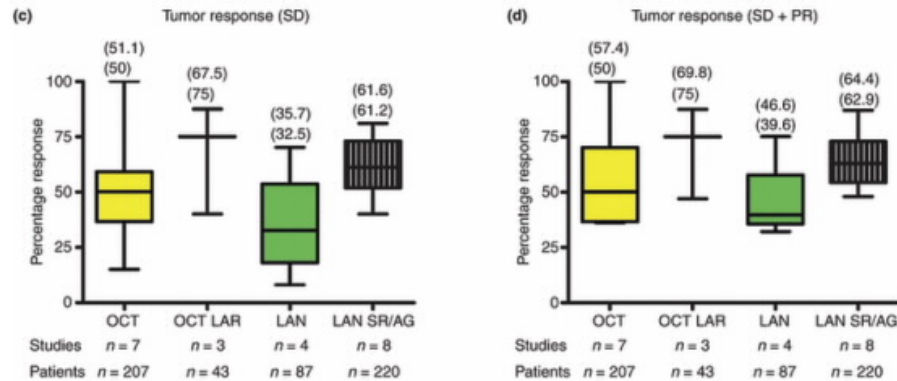 (c) Tumor response (SD)
(51.1)
(50)
(67.5)
(75)
(35.7)
(32.5)
(61.6)
(61.2)
100
75
50
25
0
Percentage response
OCT OCT LAR LAN LAN SR/AG
Studies n = 7 n = 3 n = 4 n = 8
Patients n = 207 n = 43 n = 87 n = 220
(d) Tumor response (SD + PR)
(57.4)
(50)
(69.8)
(75)
(46.6)
(39.6)
(64.4)
(62.9)
100
75
50
25
0
Percentage response
OCT OCT LAR LAN LAN SR/AG
Studies n = 7 n = 3 n = 4 n = 8
Patients n = 207 n = 43 n = 87 n = 220